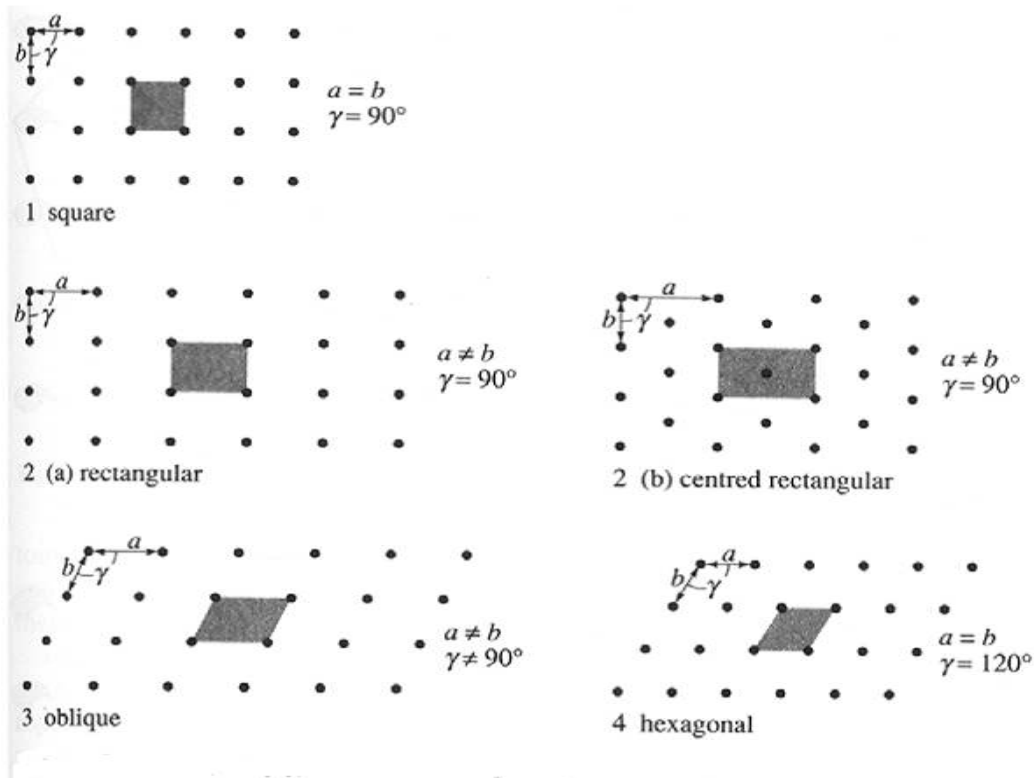 a
b γ
a = b
γ = 90°
1 square
a
b γ
a ≠ b
γ = 90°
2 (a) rectangular
a
b γ
a ≠ b
γ = 90°
2 (b) centred rectangular
a
b γ
a ≠ b
γ ≠ 90°
3 oblique
a
b γ
a = b
γ = 120°
4 hexagonal